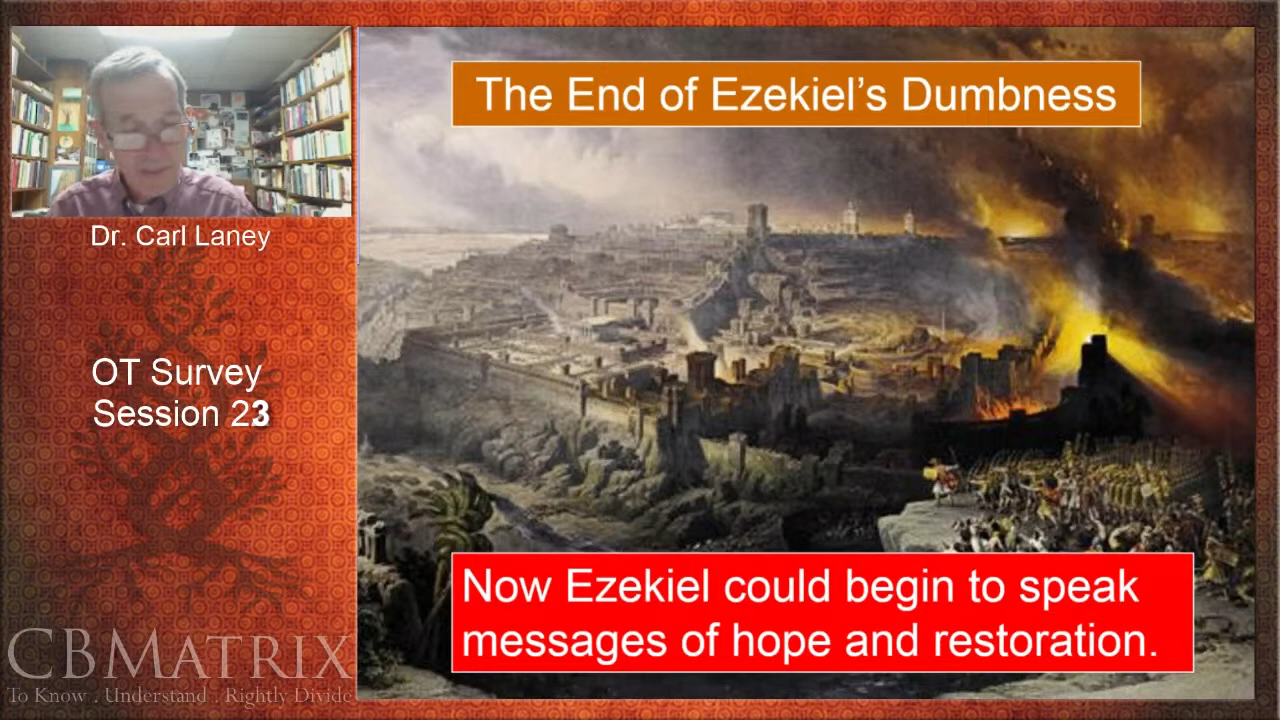 The End of Ezekiel's Dumbness
Dr. Carl Laney
OT Survey
Session 23
Now Ezekiel could begin to speak
messages of hope and restoration.
CBMATRIX
To Know . Understand . Rightly Divide